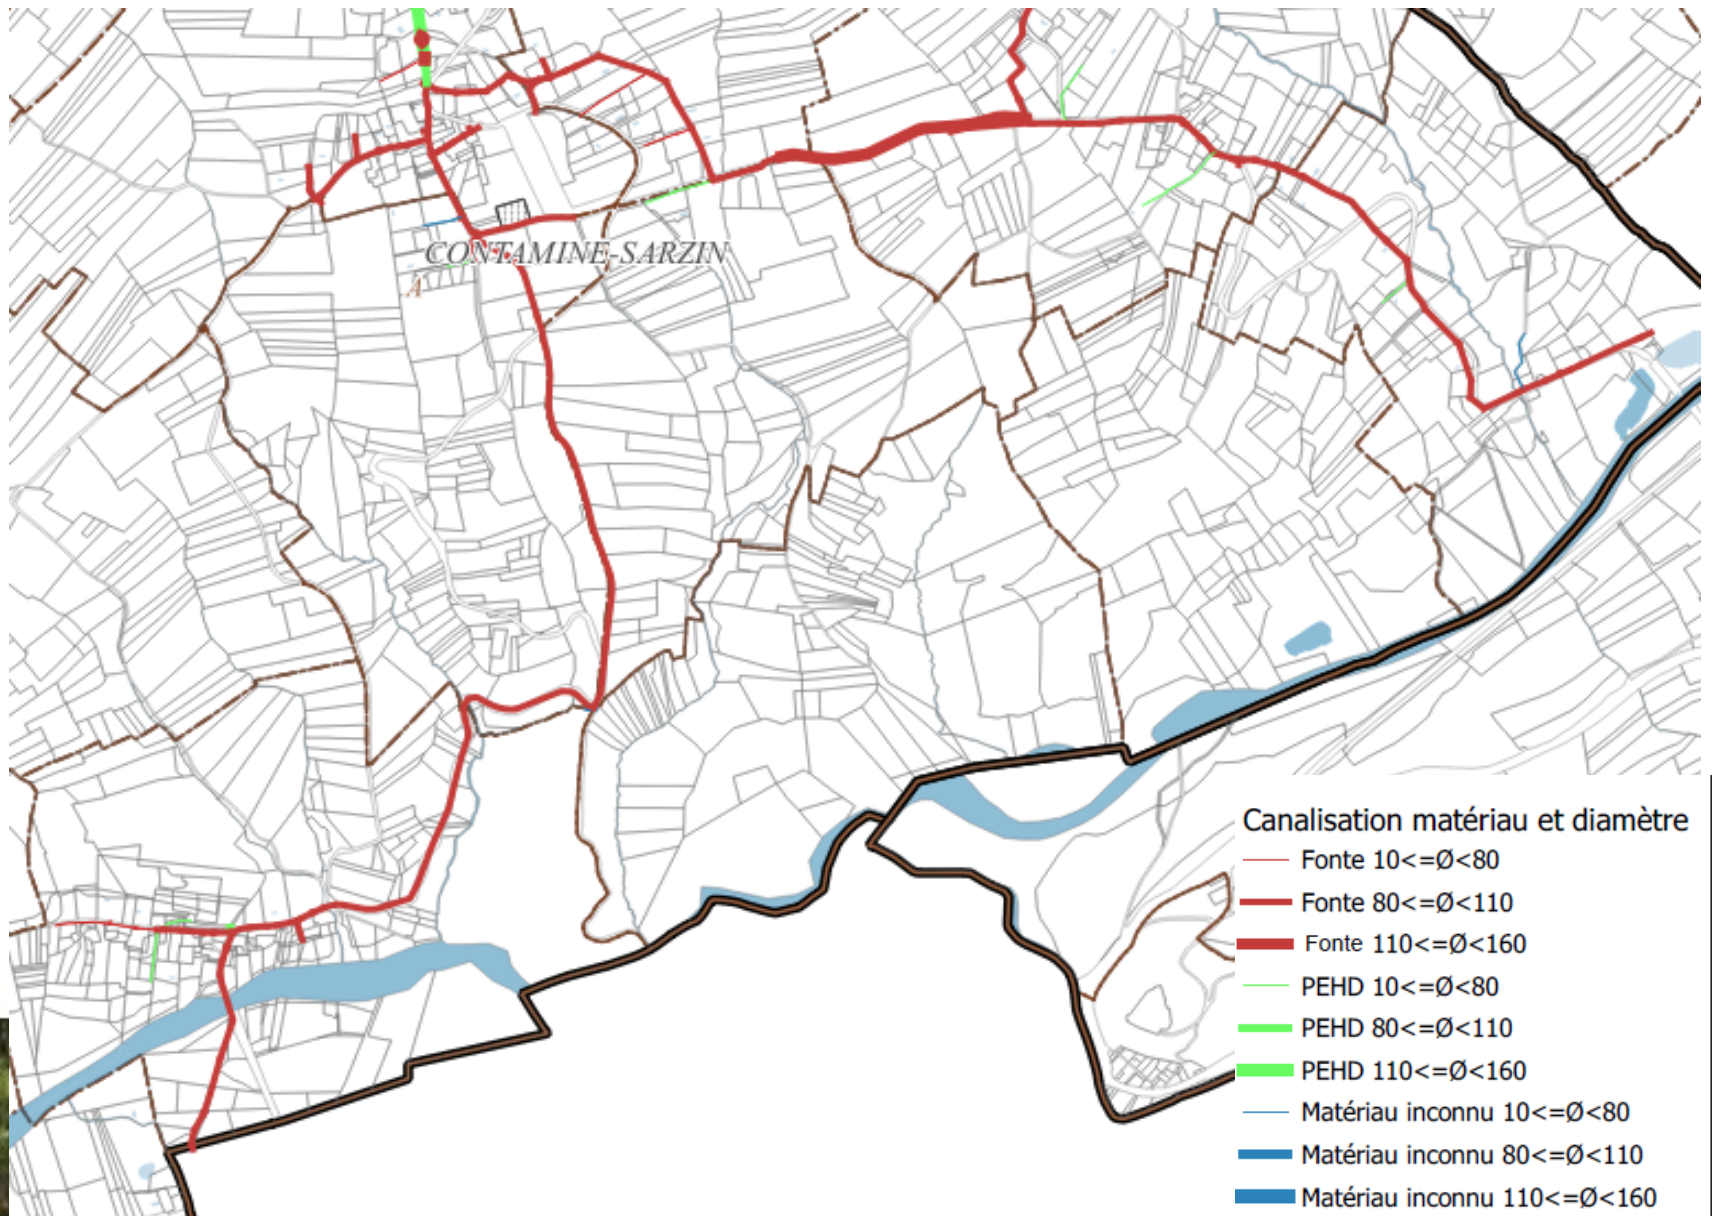 CONTAMINE-SARZIN
A
Canalisation matériau et diamètre
Fonte 10<=Ø<80
Fonte 80<=Ø<110
Fonte 110<=Ø<160
PEHD 10<=Ø<80
PEHD 80<=Ø<110
PEHD 110<=Ø<160
Matériau inconnu 10<=Ø<80
Matériau inconnu 80<=Ø<110
Matériau inconnu 110<=Ø<160